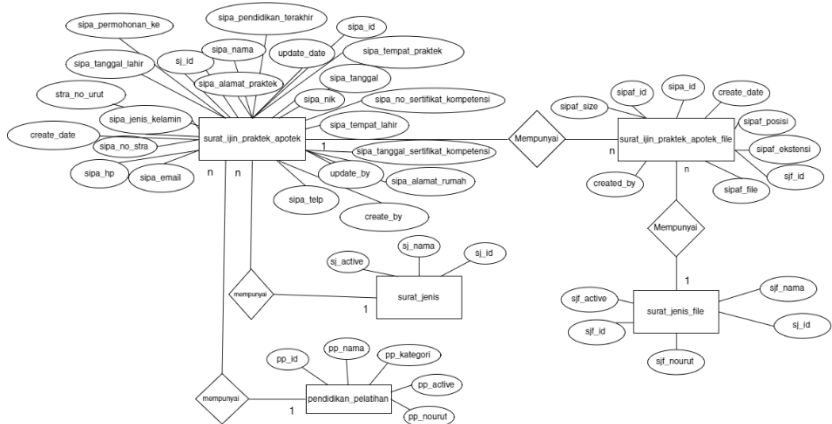 sipa_permohonan_ke
sipa_pendidikan_terakhir
sipa_id
sipa_nama
update_date
sipa_tempat_praktek
sipa_tanggal_lahir
sj_id
sipa_alamat_praktek
sipa_tanggal
stra_no_urut
sipa_nik
sipa_no_sertifikat_kompetensi
sipa_jenis_kelamin
sipa_tempat_lahir
create_date
surat_ijin_praktek_apotek
sipa_no_stra
1
sipa_tanggal_sertifikat_kompetensi
sipa_hp
sipa_email
n
n
update_by
sipa_alamat_rumah
sipa_telp
create_by
Mempunyai
n
sipaf_id
sipa_id
create_date
sipaf_size
sipaf_posisi
surat_ijin_praktek_apotek_file
sipaf_ekstensi
created_by
n
sjf_id
sipaf_file
Mempunyai
1
sj_nama
sj_active
sj_id
mempunyai
1
surat_jenis
sjf_active
sjf_nama
surat_jenis_file
sjf_id
sj_id
sjf_nourut
pp_nama
pp_kategori
pp_id
pp_active
mempunyai
1
pendidikan_pelatihan
pp_nourut